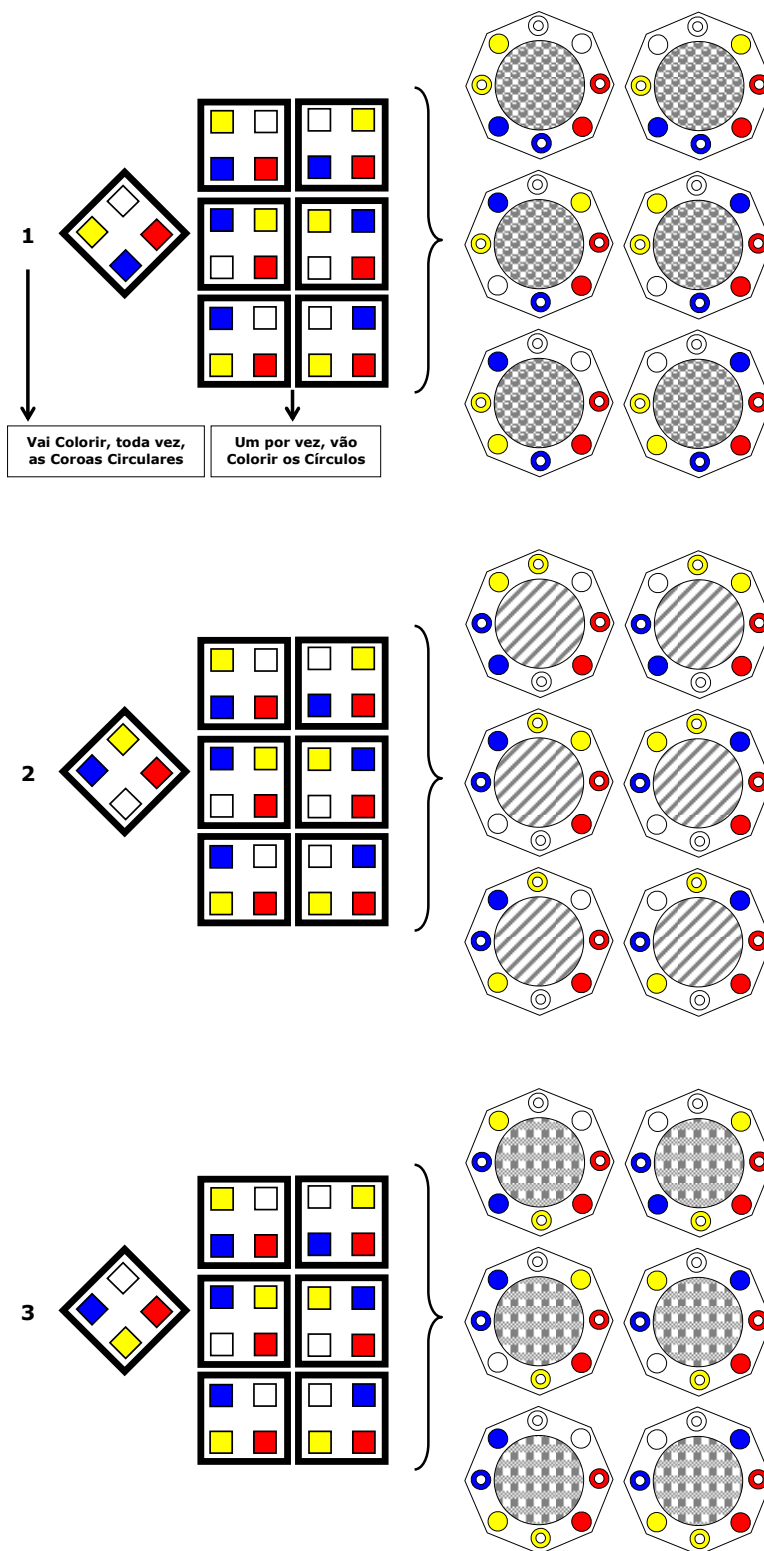 1
Vai Colorir, toda vez,
as Coroas Circulares
Um por vez, vão
Colorir os Círculos
2
3